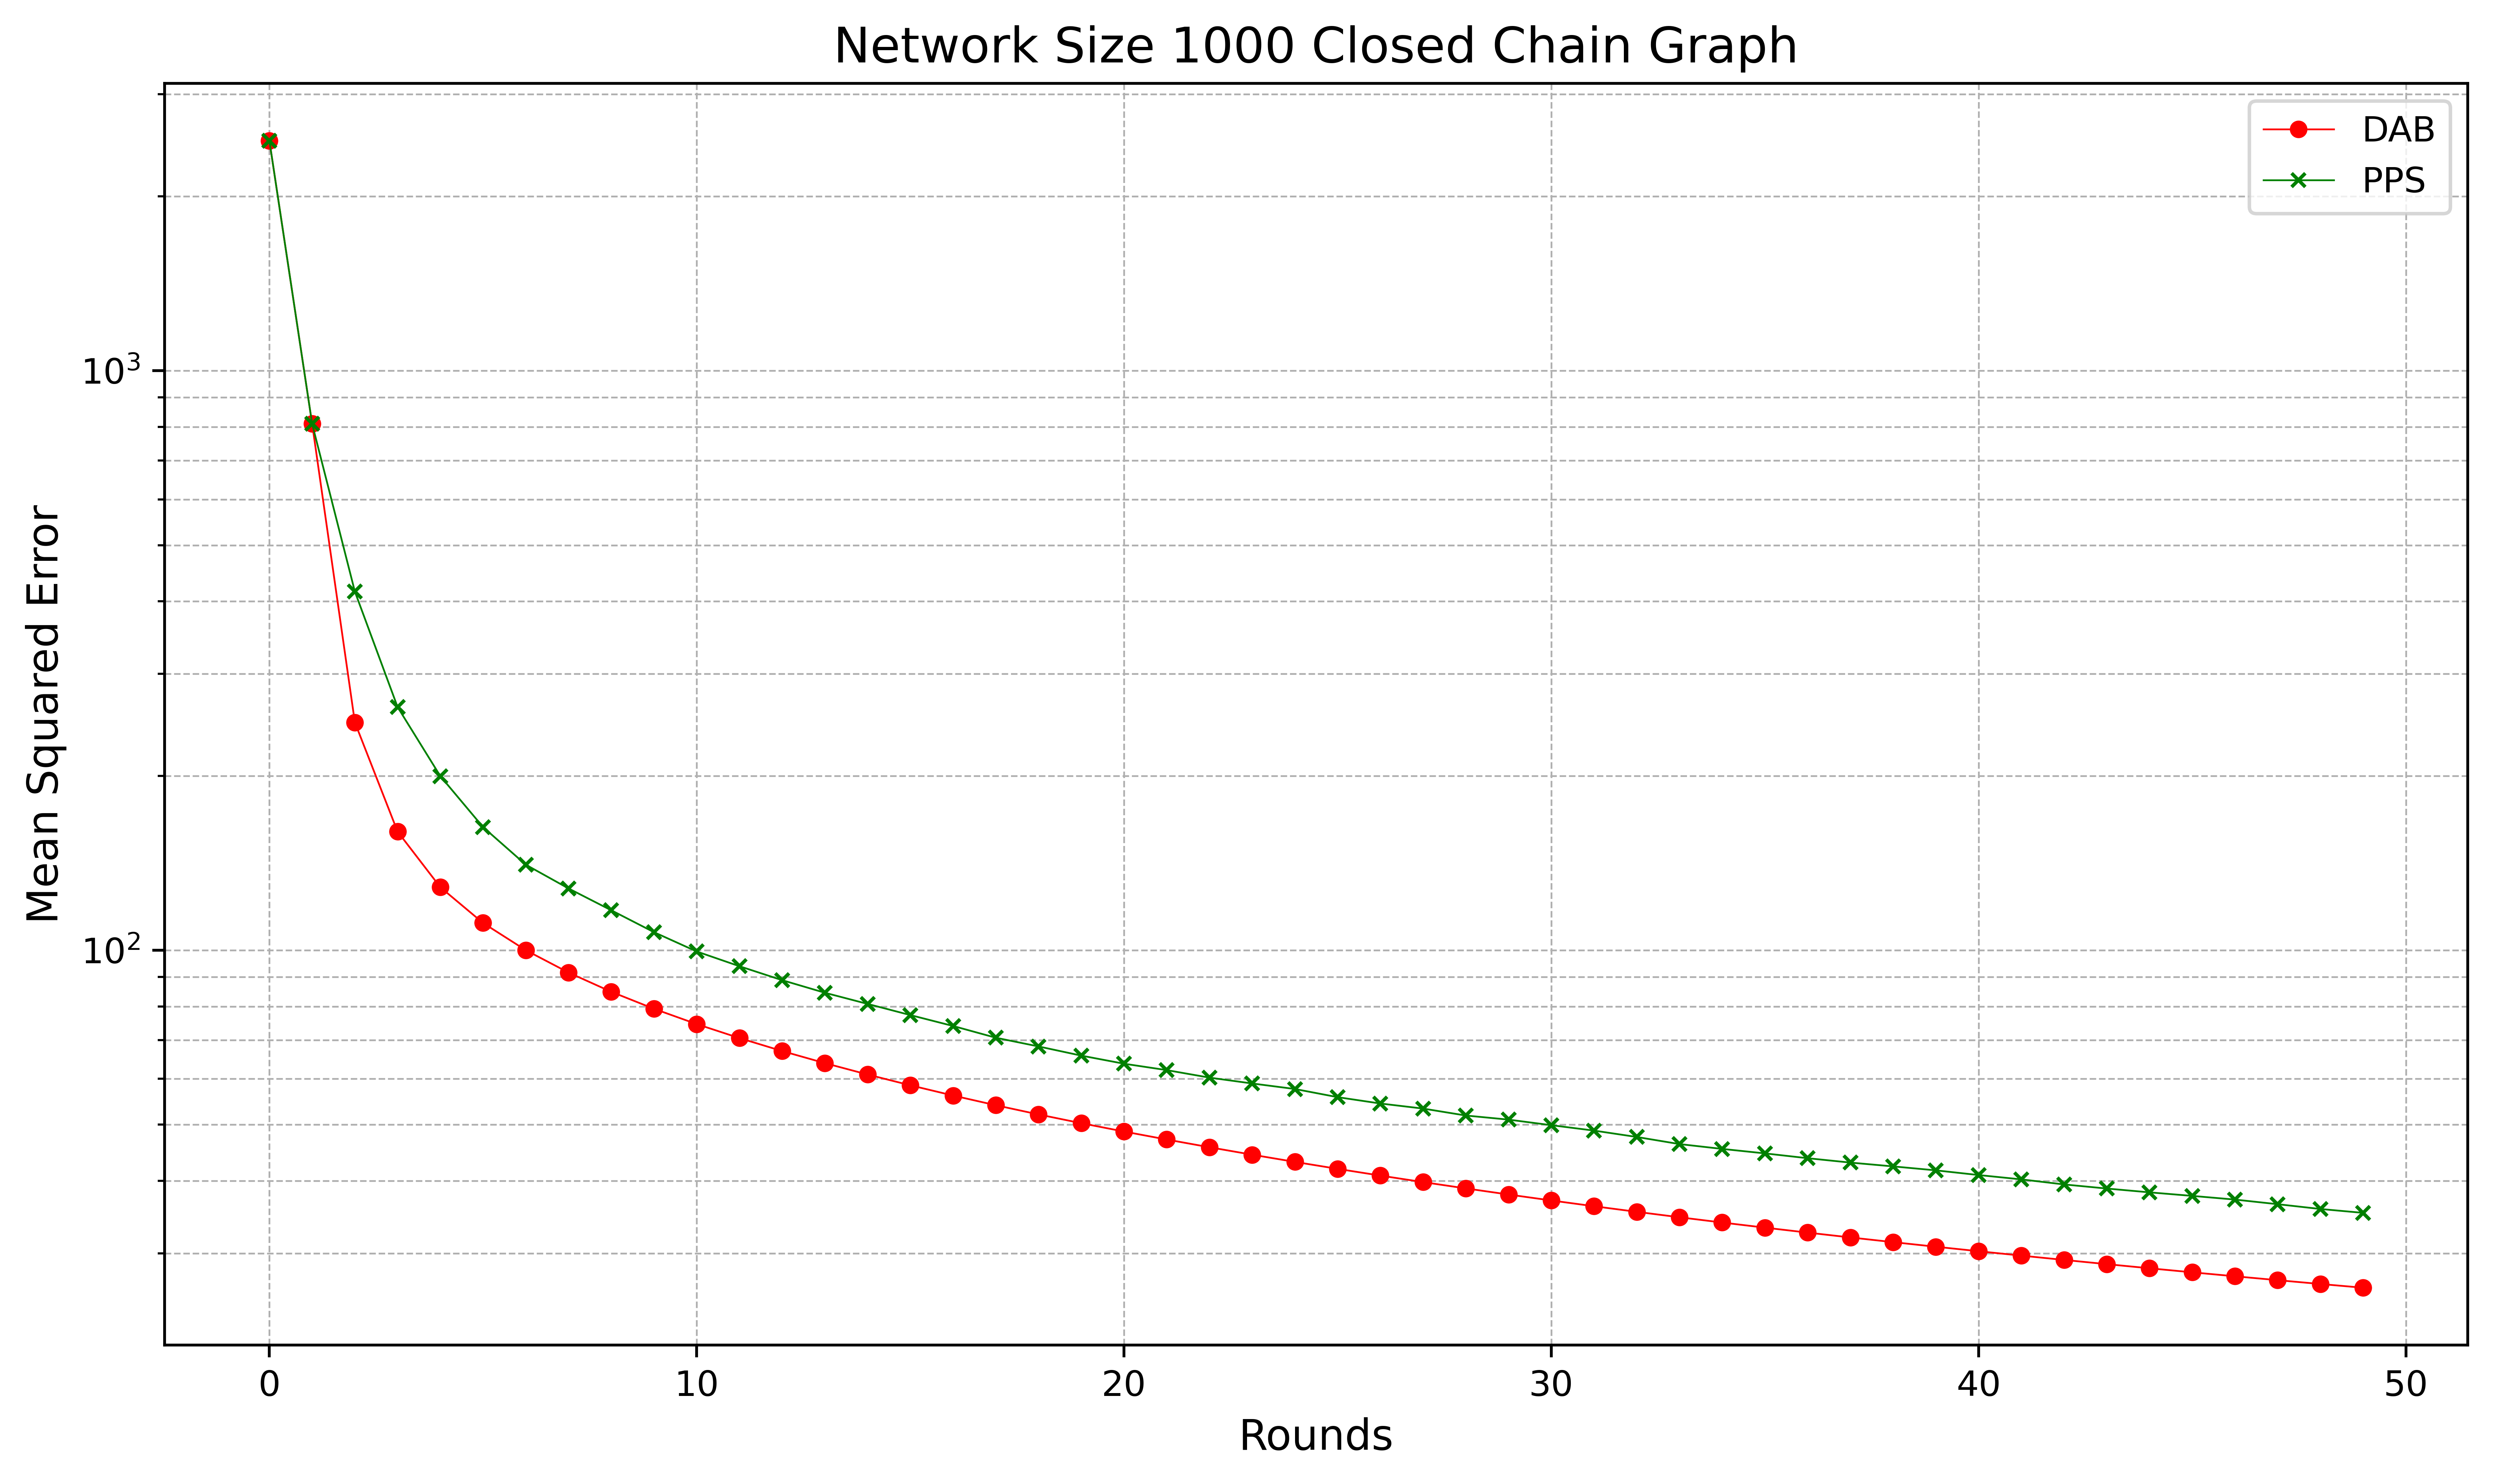 Network Size 1000 Closed Chain Graph
DAB
PPS
Mean Squared Error
10³
10²
0 10 20 30 40 50
Rounds